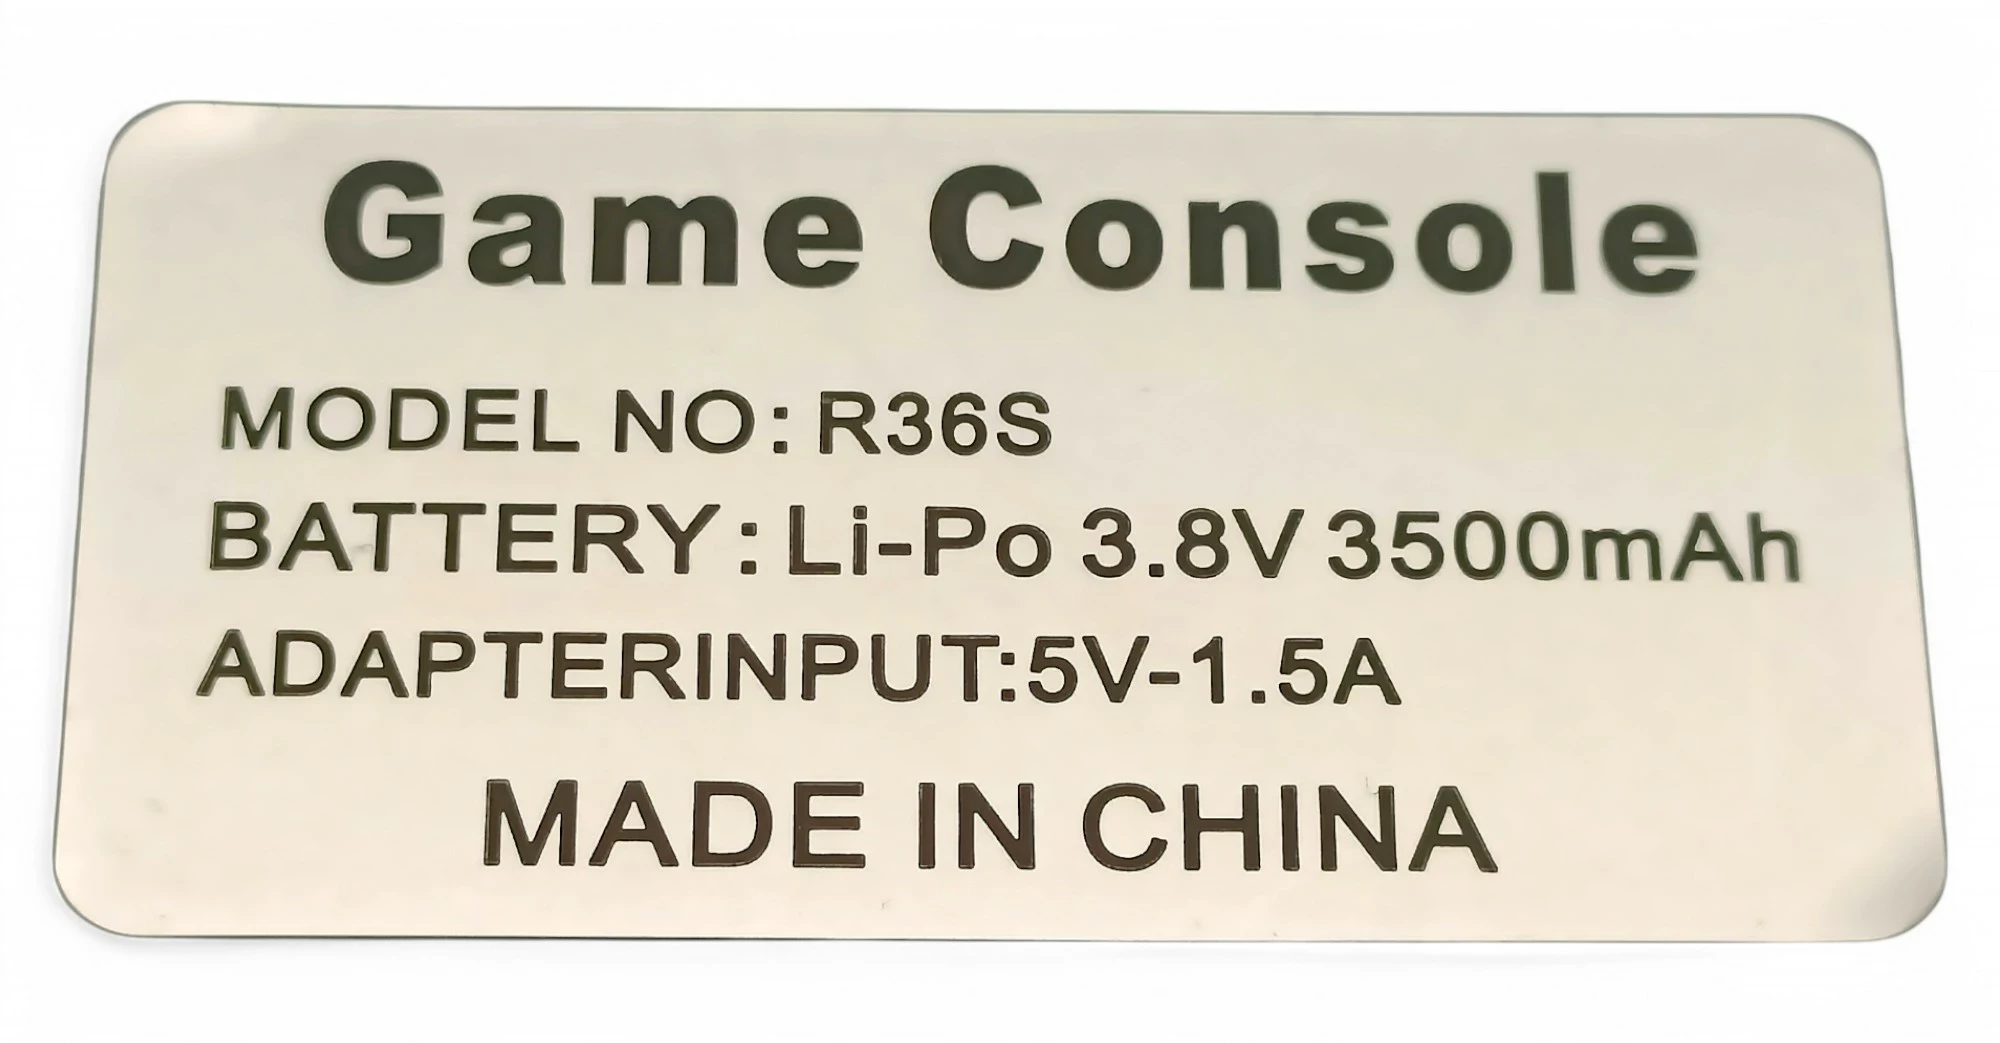 Game Console
MODEL NO: R36S
BATTERY: Li-Po 3.8V 3500mAh
ADAPTERINPUT:5V-1.5A
MADE IN CHINA